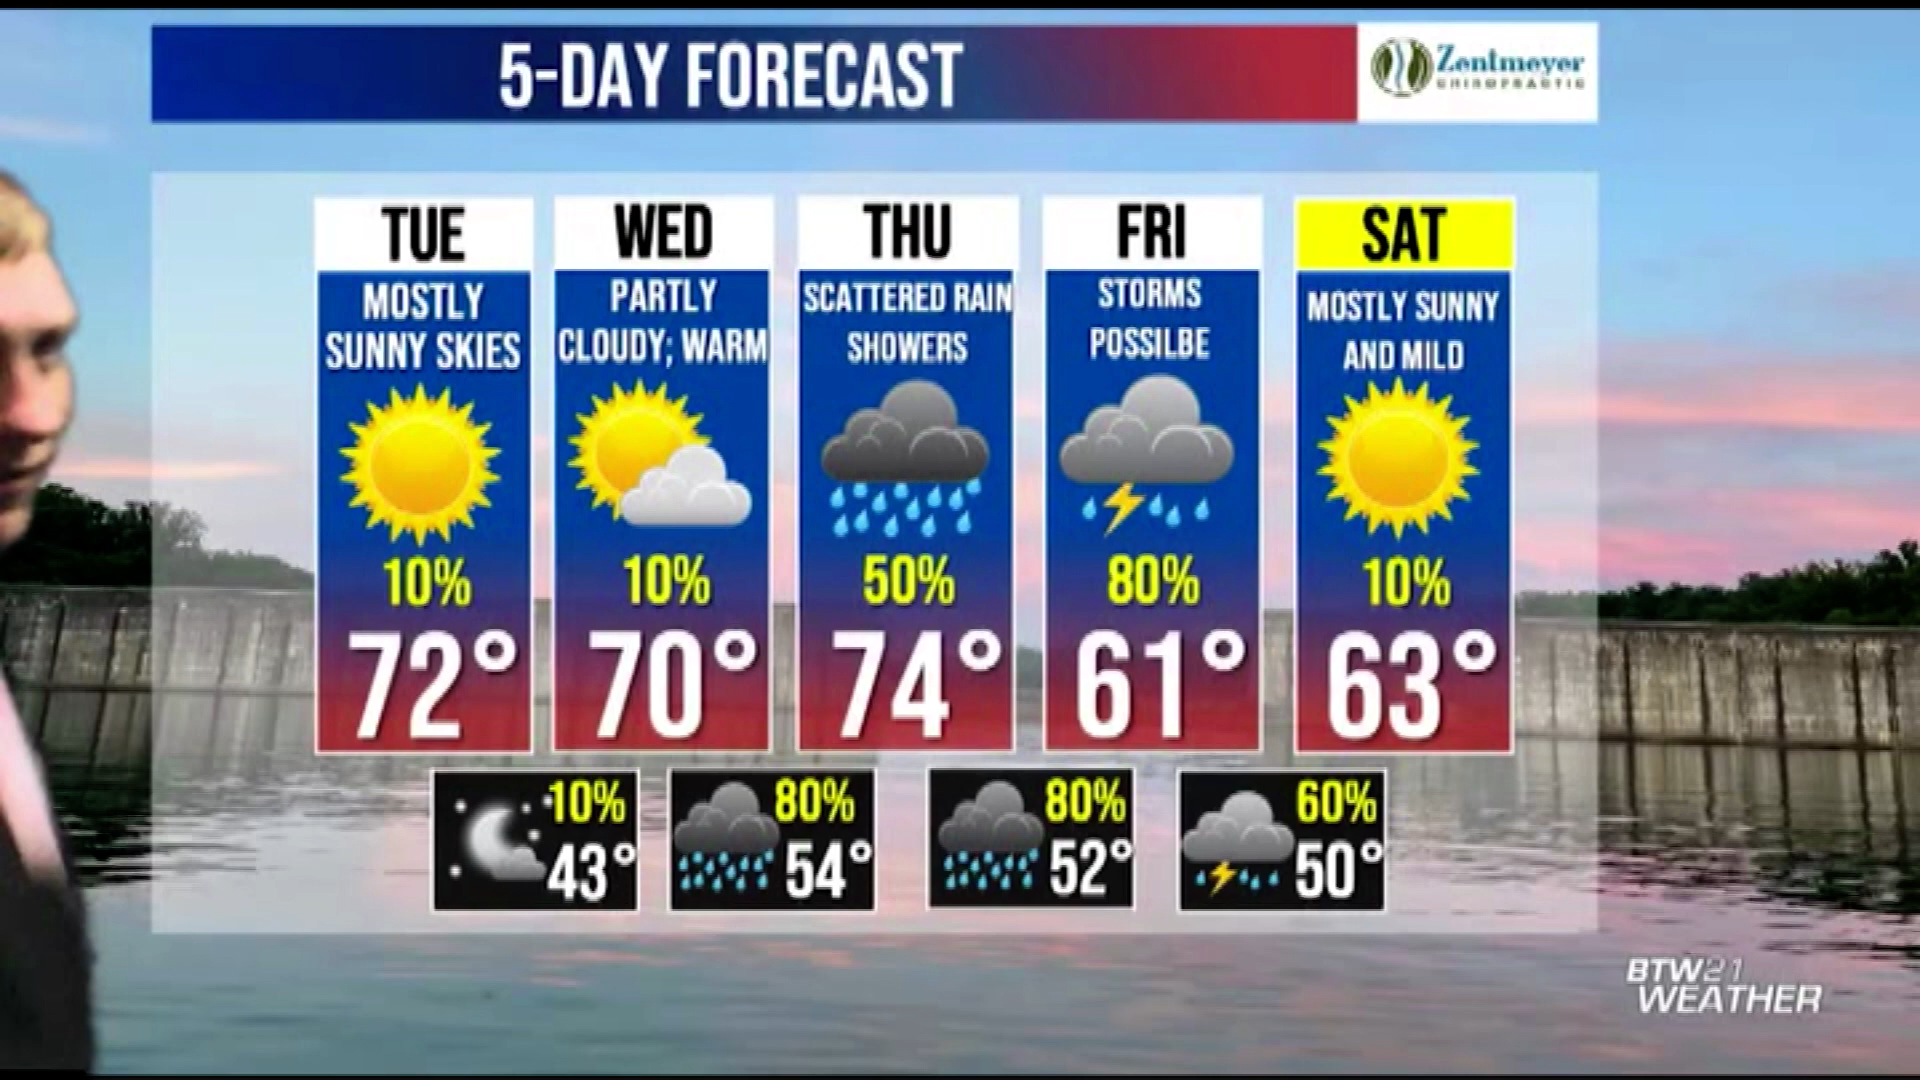 5-DAY FORECAST
Zentmeyer
CHIROPRACTIC
TUE
MOSTLY
SUNNY SKIES
10%
72°
WED
PARTLY
CLOUDY; WARM
10%
70°
THU
SCATTERED RAIN
SHOWERS
50%
74°
FRI
STORMS
POSSILBE
80%
61°
SAT
MOSTLY SUNNY
AND MILD
10%
63°
10%
43°
80%
54°
80%
52°
60%
50°
BTW21
WEATHER